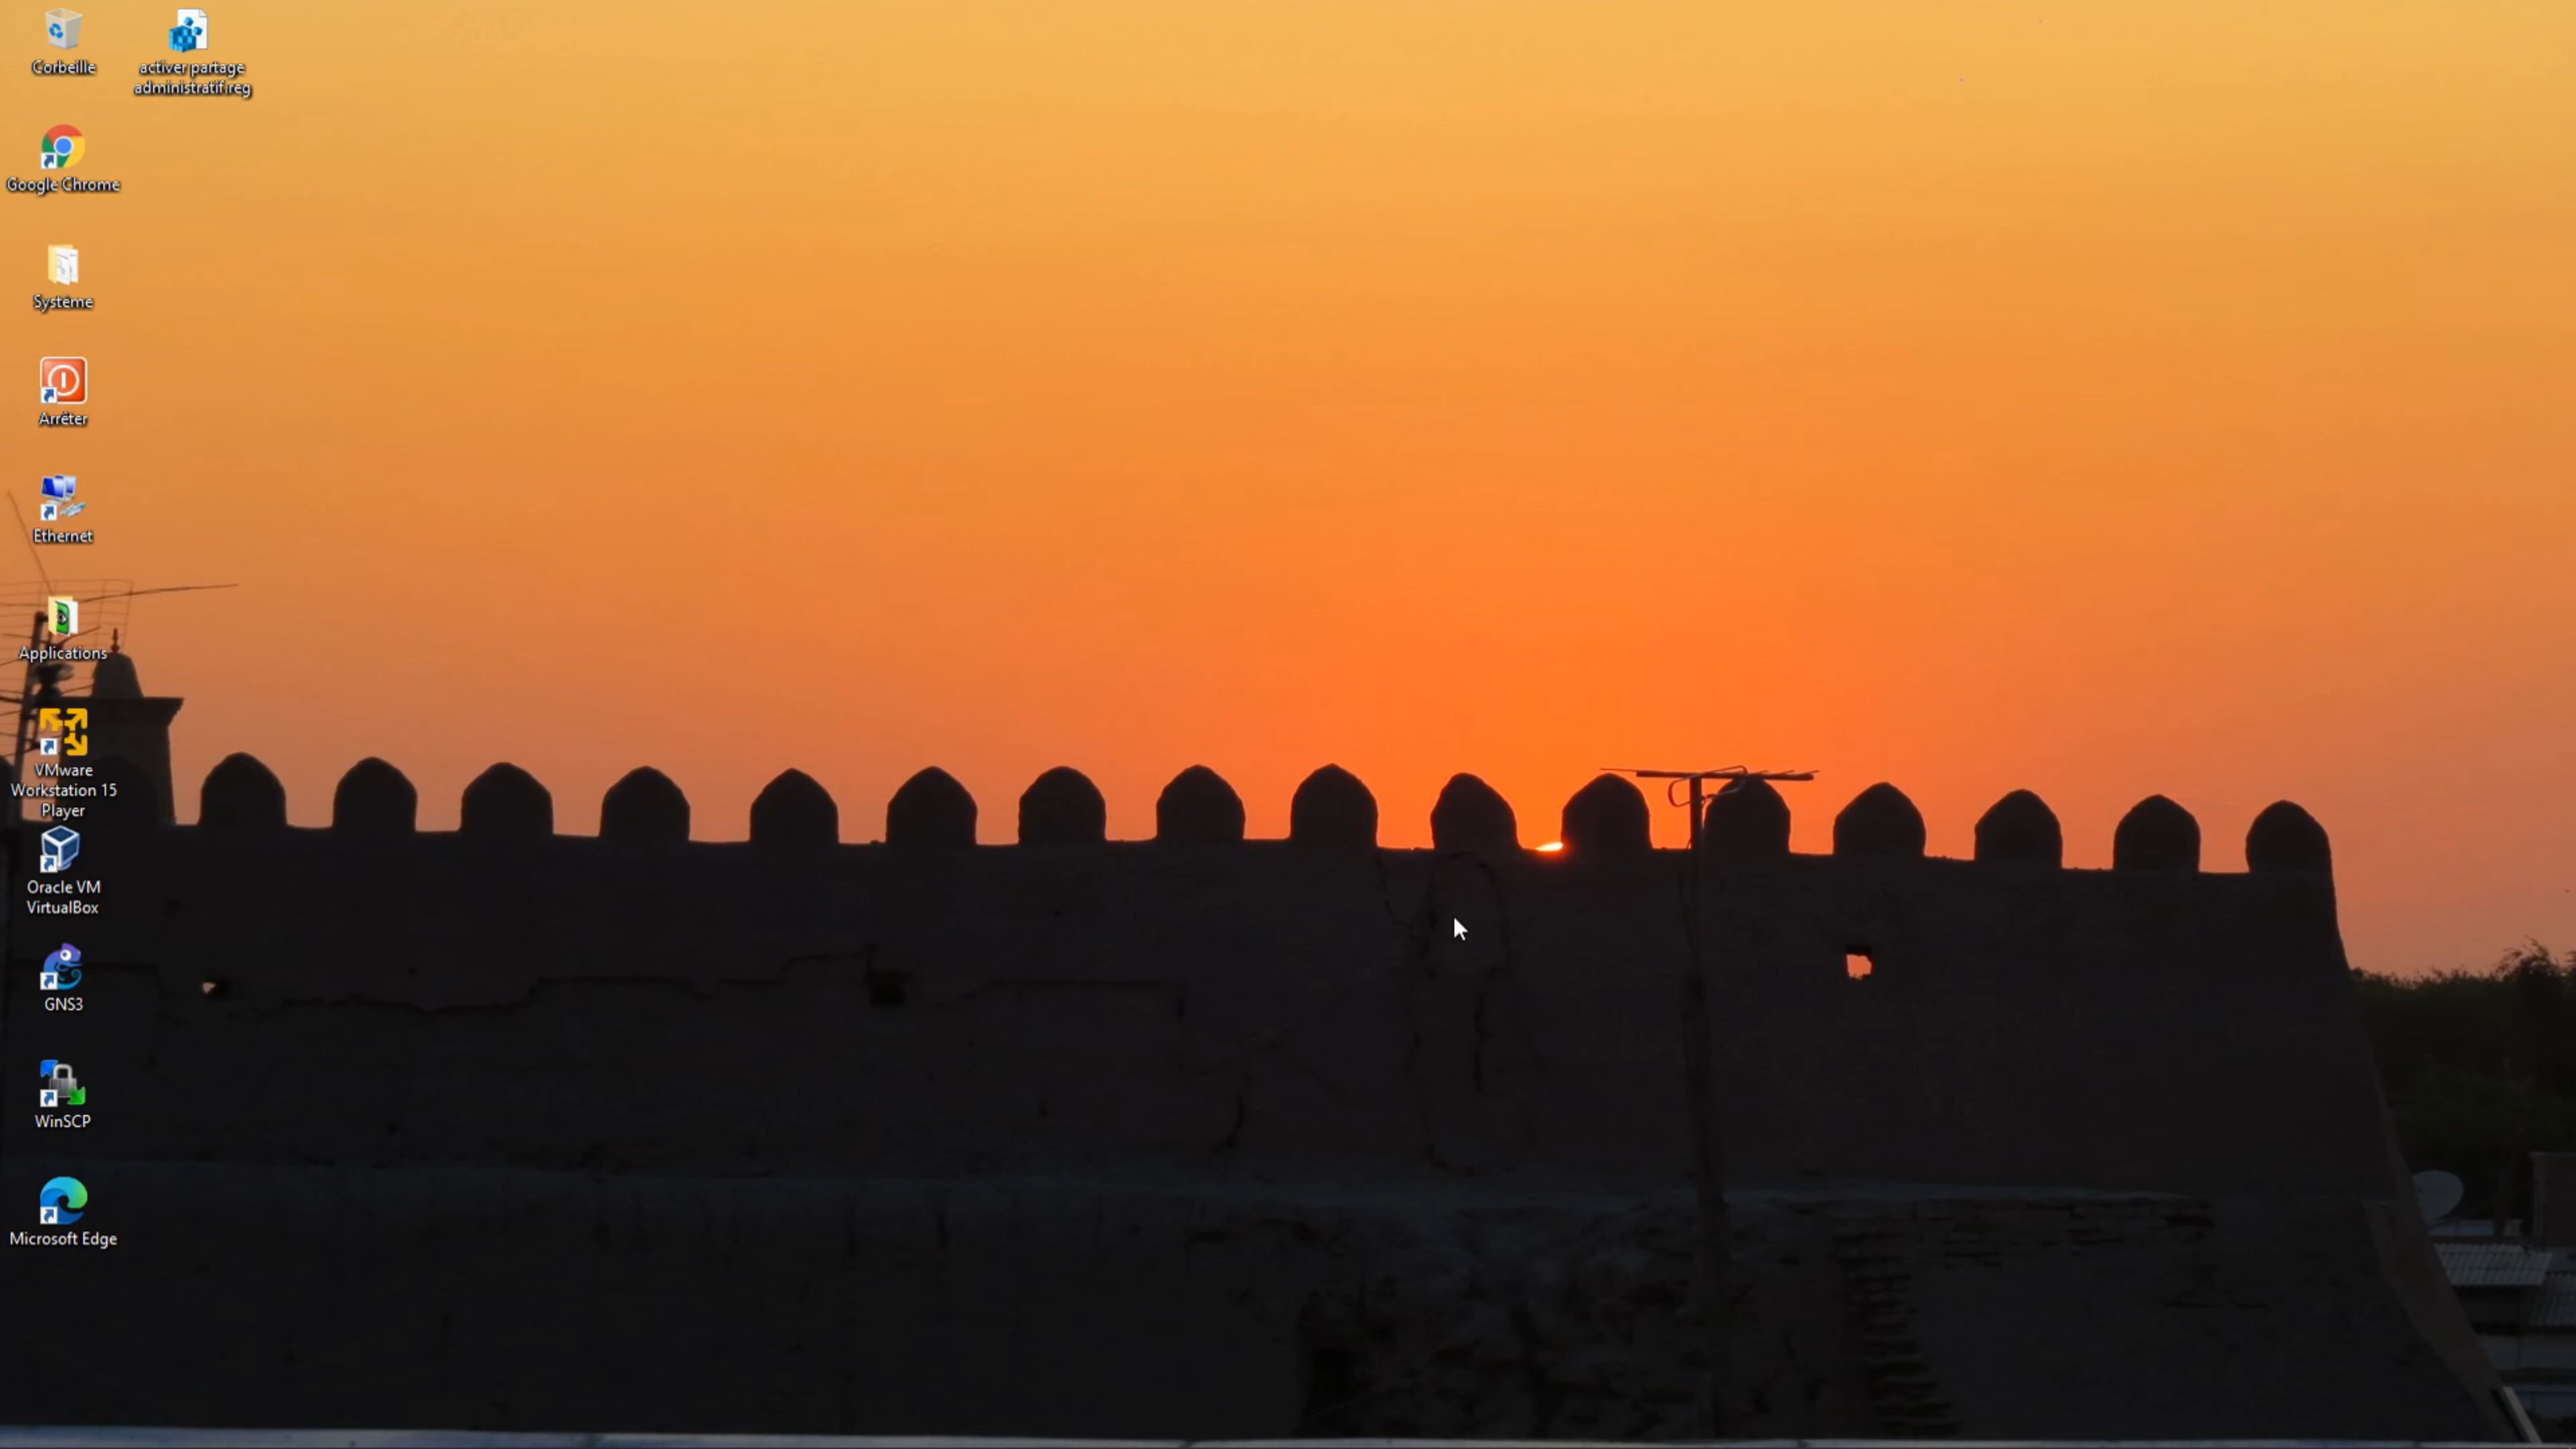 Corbeille
activer partage
administratif.reg
Google Chrome
Système
Arrêter
Ethernet
Applications
VMware
Workstation 15
Player
Oracle VM
VirtualBox
GNS3
WinSCP
Microsoft Edge